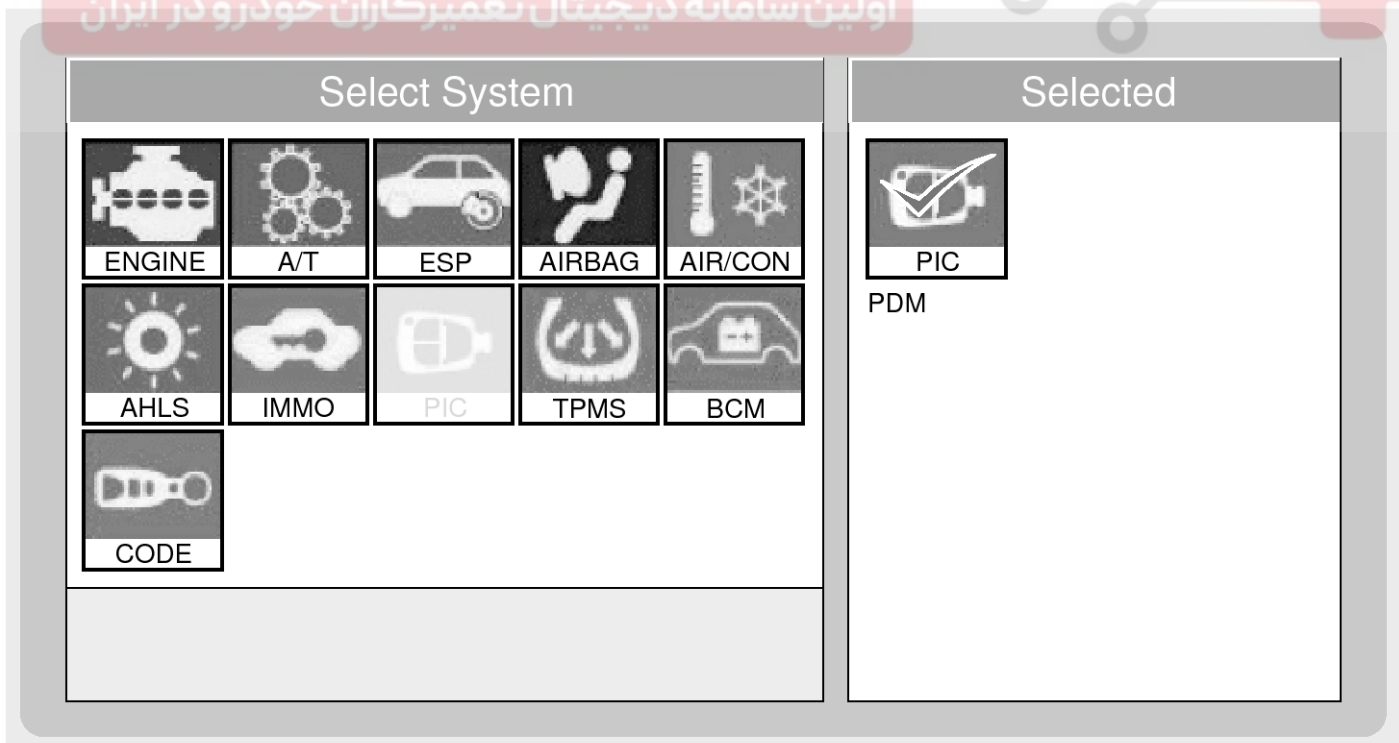 اولین سامانه دیجیتال تعمیرکاران خودرو در ایران
Select System
Selected
ENGINE
A/T
ESP
AIRBAG
AIR/CON
PIC
PDM
AHLS
IMMO
PIC
TPMS
BCM
CODE